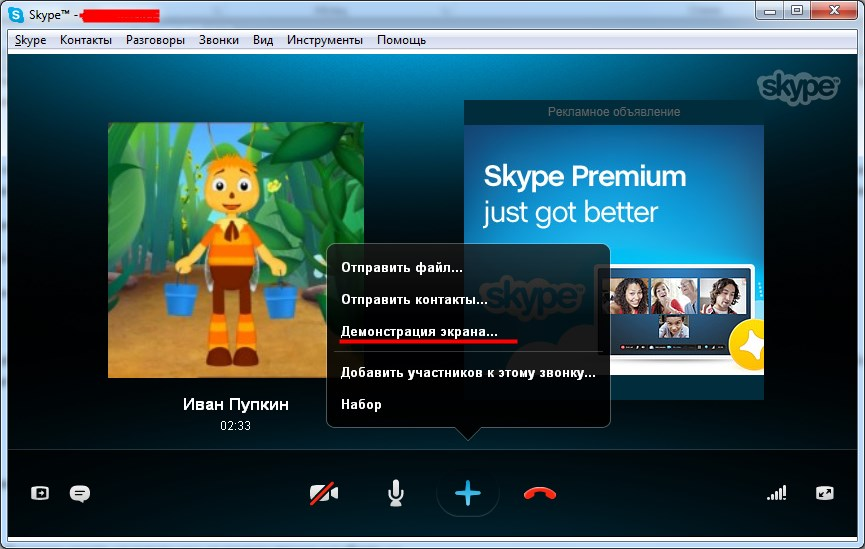 Skype™ -
Skype Контакты Разговоры Звонки Вид Инструменты Помощь
skype
Рекламное объявление
Skype Premium
just got better
skype
Отправить файл...
Отправить контакты...
Демонстрация экрана...
Добавить участников к этому звонку...
Набор
Иван Пупкин
02:33